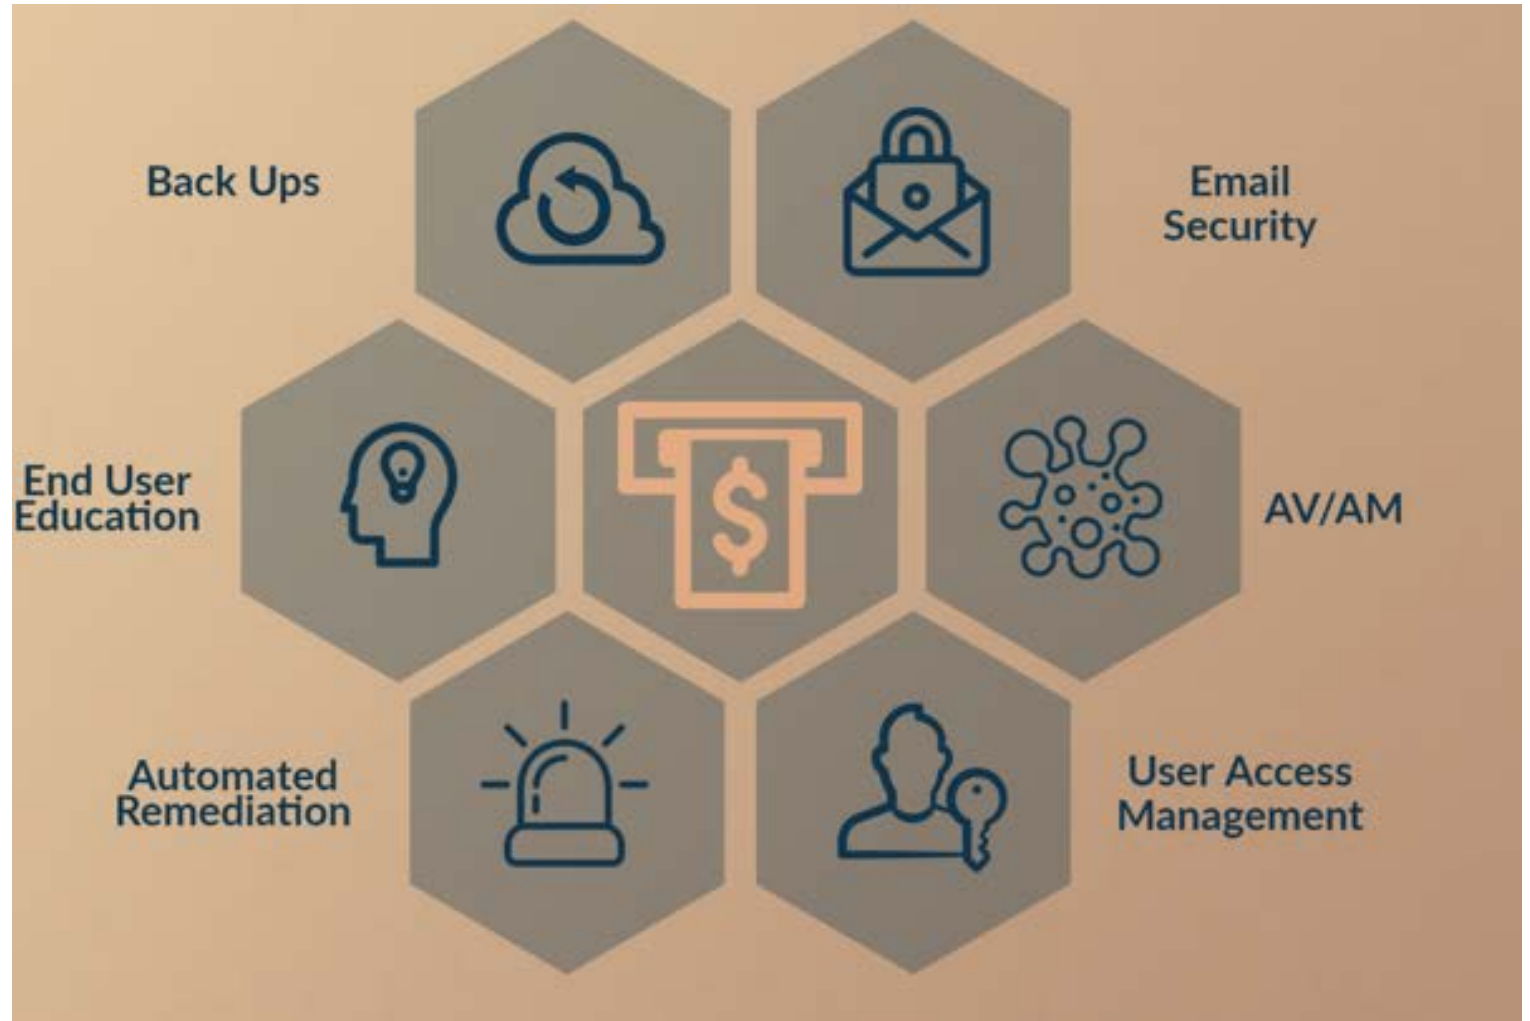 Back Ups
Email
Security
End User
Education
$
AV/AM
Automated
Remediation
User Access
Management